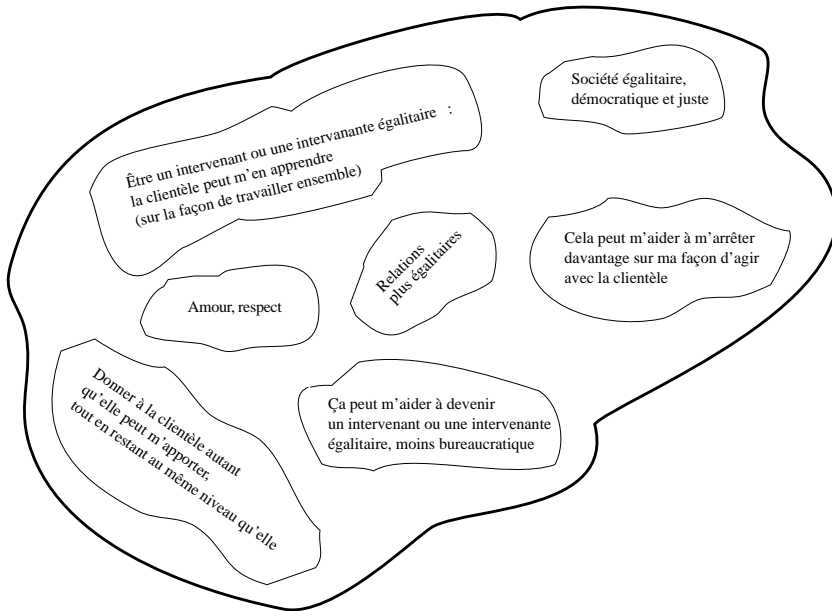 Société égalitaire,
démocratique et juste
Être un intervenant ou une intervanante égalitaire :
la clientèle peut m'en apprendre
(sur la façon de travailler ensemble)
Relations
plus égalitaires
Cela peut m'aider à m'arrêter
davantage sur ma façon d'agir
avec la clientèle
Amour, respect
Donner à la clientèle autant
qu'elle peut m'apporter,
tout en restant au même niveau qu'elle
Ça peut m'aider à devenir
un intervenant ou une intervenante
égalitaire, moins bureaucratique